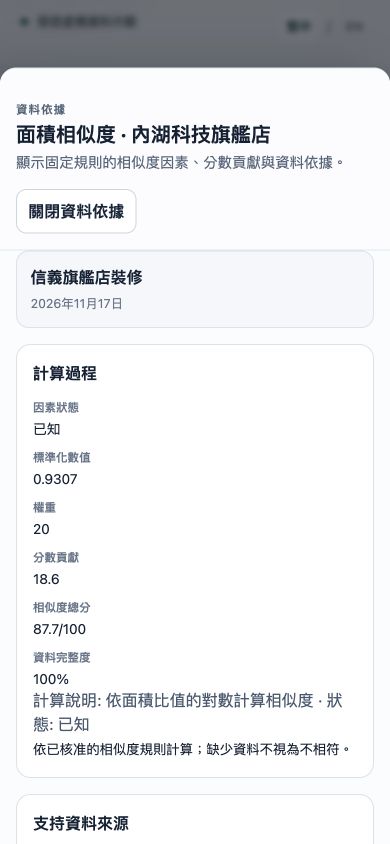 資料依據
面積相似度 · 內湖科技旗艦店
顯示固定規則的相似度因素、分數貢獻與資料依據。
關閉資料依據
信義旗艦店裝修
2026年11月17日
計算過程
因素狀態
已知
標準化數值
0.9307
權重
20
分數貢獻
18.6
相似度總分
87.7/100
資料完整度
100%
計算說明: 依面積比值的對數計算相似度 · 狀
態: 已知
依已核准的相似度規則計算；缺少資料不視為不相符。
支持資料來源